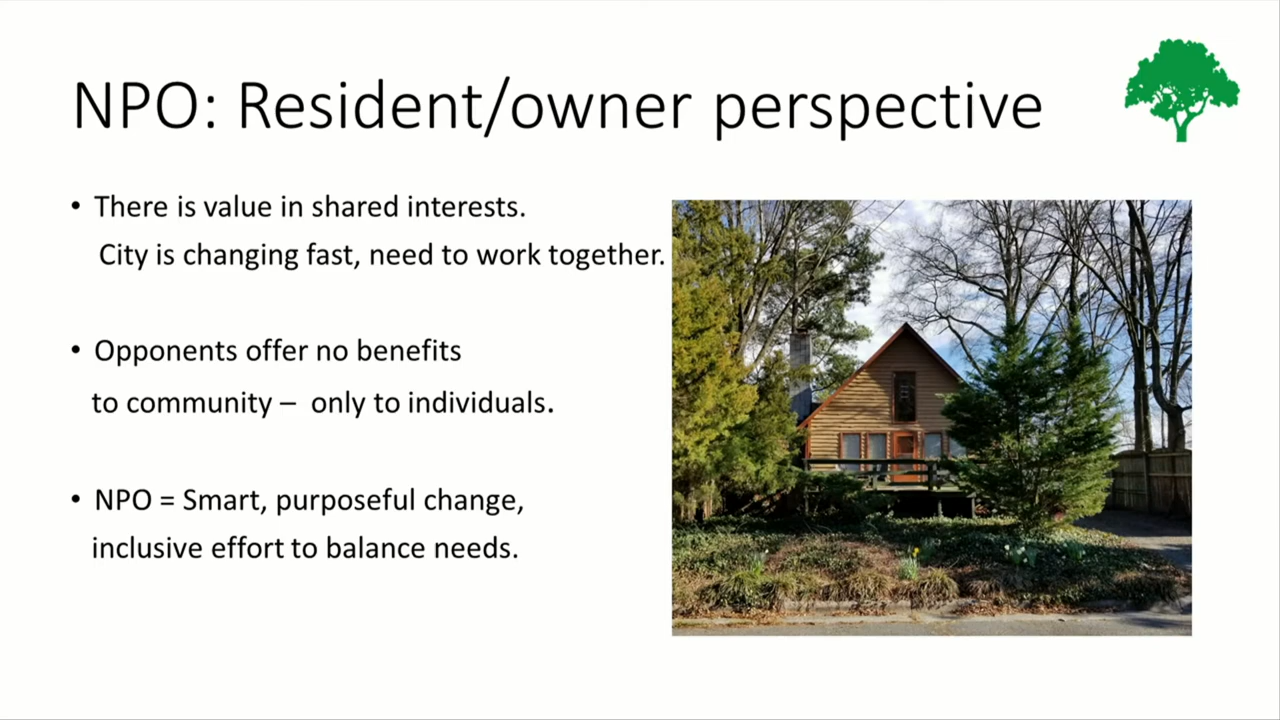 NPO: Resident/owner perspective
• There is value in shared interests.
City is changing fast, need to work together.
• Opponents offer no benefits
to community – only to individuals.
• NPO = Smart, purposeful change,
inclusive effort to balance needs.